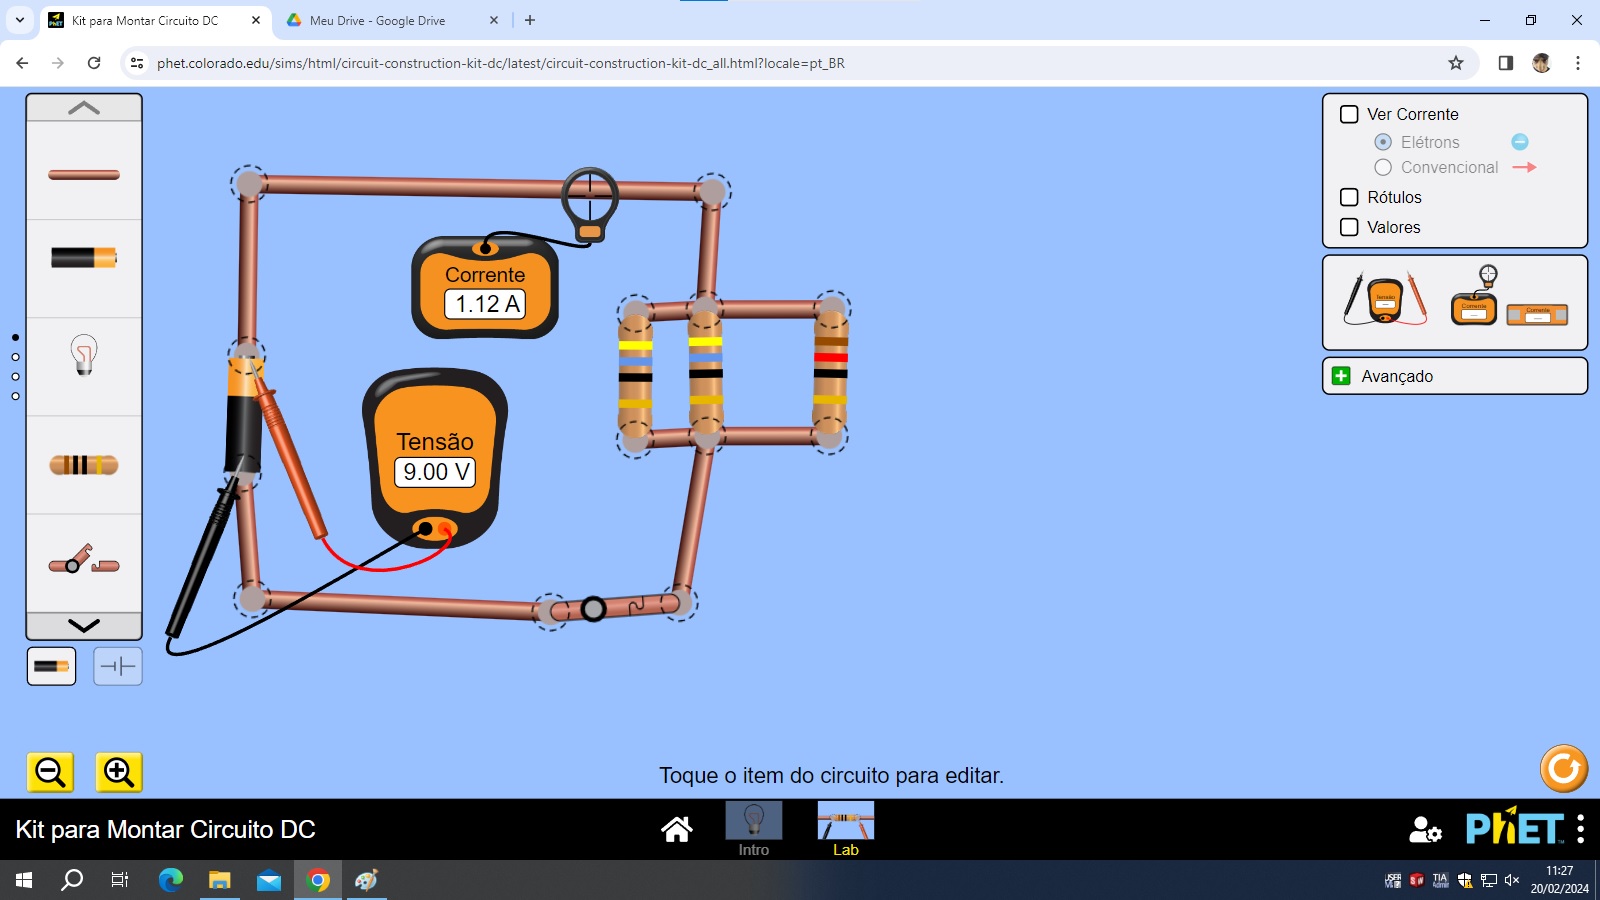 Kit para Montar Circuito DC
Meu Drive - Google Drive
phet.colorado.edu/sims/html/circuit-construction-kit-dc/latest/circuit-construction-kit-dc_all.html?locale=pt_BR
Ver Corrente
Elétrons
Convencional
Rótulos
Valores
Corrente
1.12 A
Tensão
Corrente
Corrente
Avançado
Tensão
9.00 V
Toque o item do circuito para editar.
Kit para Montar Circuito DC
Intro
Lab
PhET
11:27
20/02/2024